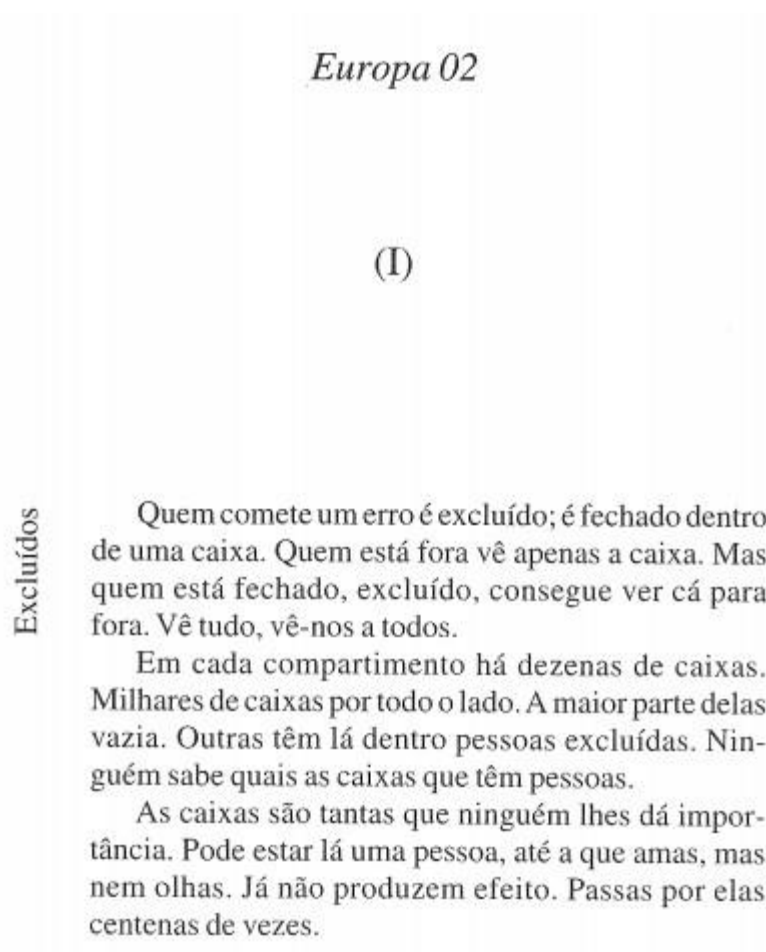 Europa 02
(I)
Excluídos
Quem comete um erro é excluído; é fechado dentro
de uma caixa. Quem está fora vê apenas a caixa. Mas
quem está fechado, excluído, consegue ver cá para
fora. Vê tudo, vê-nos a todos.
Em cada compartimento há dezenas de caixas.
Milhares de caixas por todo o lado. A maior parte delas
vazia. Outras têm lá dentro pessoas excluídas. Nin-
guém sabe quais as caixas que têm pessoas.
As caixas são tantas que ninguém lhes dá impor-
tância. Pode estar lá uma pessoa, até a que amas, mas
nem olhas. Já não produzem efeito. Passas por elas
centenas de vezes.